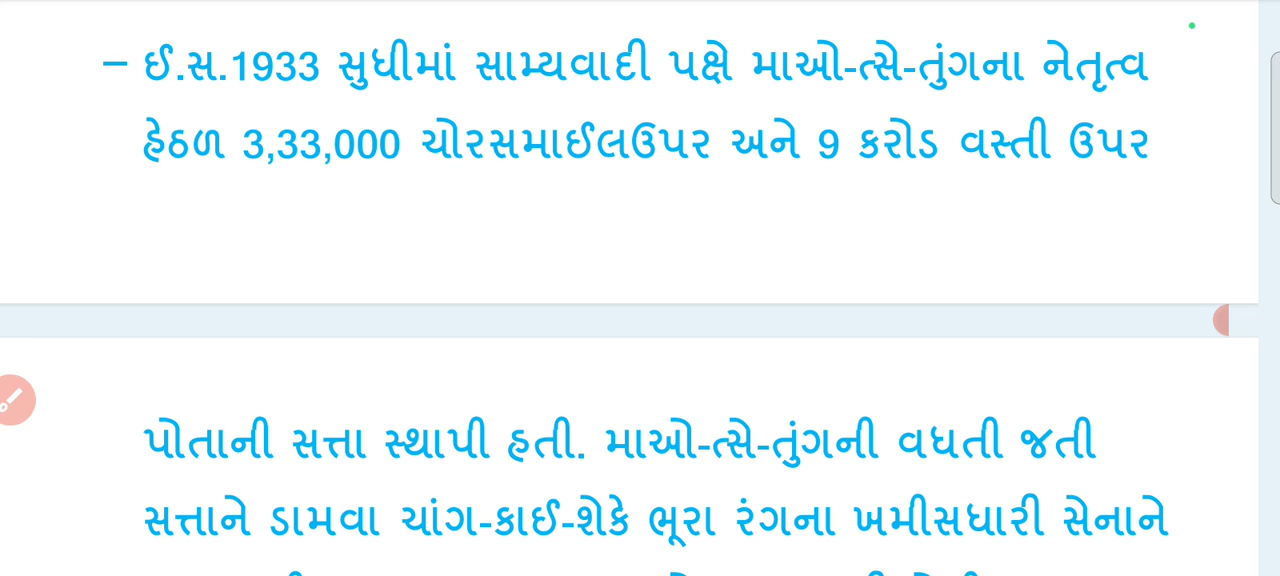 – ઈ.સ.1933 સુધીમાં સામ્યવાદી પક્ષે માઓ-ત્સે-તુંગના નેતૃત્વ
હેઠળ 3,33,000 ચોરસમાઈલઉપર અને 9 કરોડ વસ્તી ઉપર
પોતાની સત્તા સ્થાપી હતી. માઓ-ત્સે-તુંગની વધતી જતી
સત્તાને ડામવા ચાંગ-કાઈ-શેકે ભૂરા રંગના ખમીસધારી સેનાને